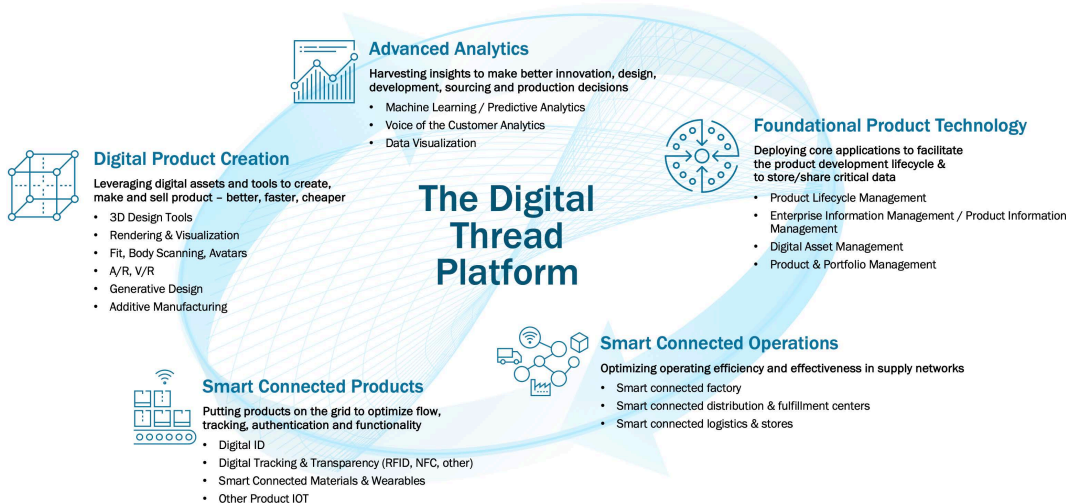 Advanced Analytics
Harvesting insights to make better innovation, design,
development, sourcing and production decisions
• Machine Learning / Predictive Analytics
• Voice of the Customer Analytics
• Data Visualization
Foundational Product Technology
Deploying core applications to facilitate
the product development lifecycle &
to store/share critical data
• Product Lifecycle Management
• Enterprise Information Management / Product Information
Management
• Digital Asset Management
• Product & Portfolio Management
Digital Product Creation
Leveraging digital assets and tools to create,
make and sell product – better, faster, cheaper
• 3D Design Tools
• Rendering & Visualization
• Fit, Body Scanning, Avatars
• A/R, V/R
• Generative Design
• Additive Manufacturing
The Digital
Thread
Platform
Smart Connected Operations
Optimizing operating efficiency and effectiveness in supply networks
• Smart connected factory
• Smart connected distribution & fulfillment centers
• Smart connected logistics & stores
Smart Connected Products
Putting products on the grid to optimize flow,
tracking, authentication and functionality
• Digital ID
• Digital Tracking & Transparency (RFID, NFC, other)
• Smart Connected Materials & Wearables
• Other Product IOT